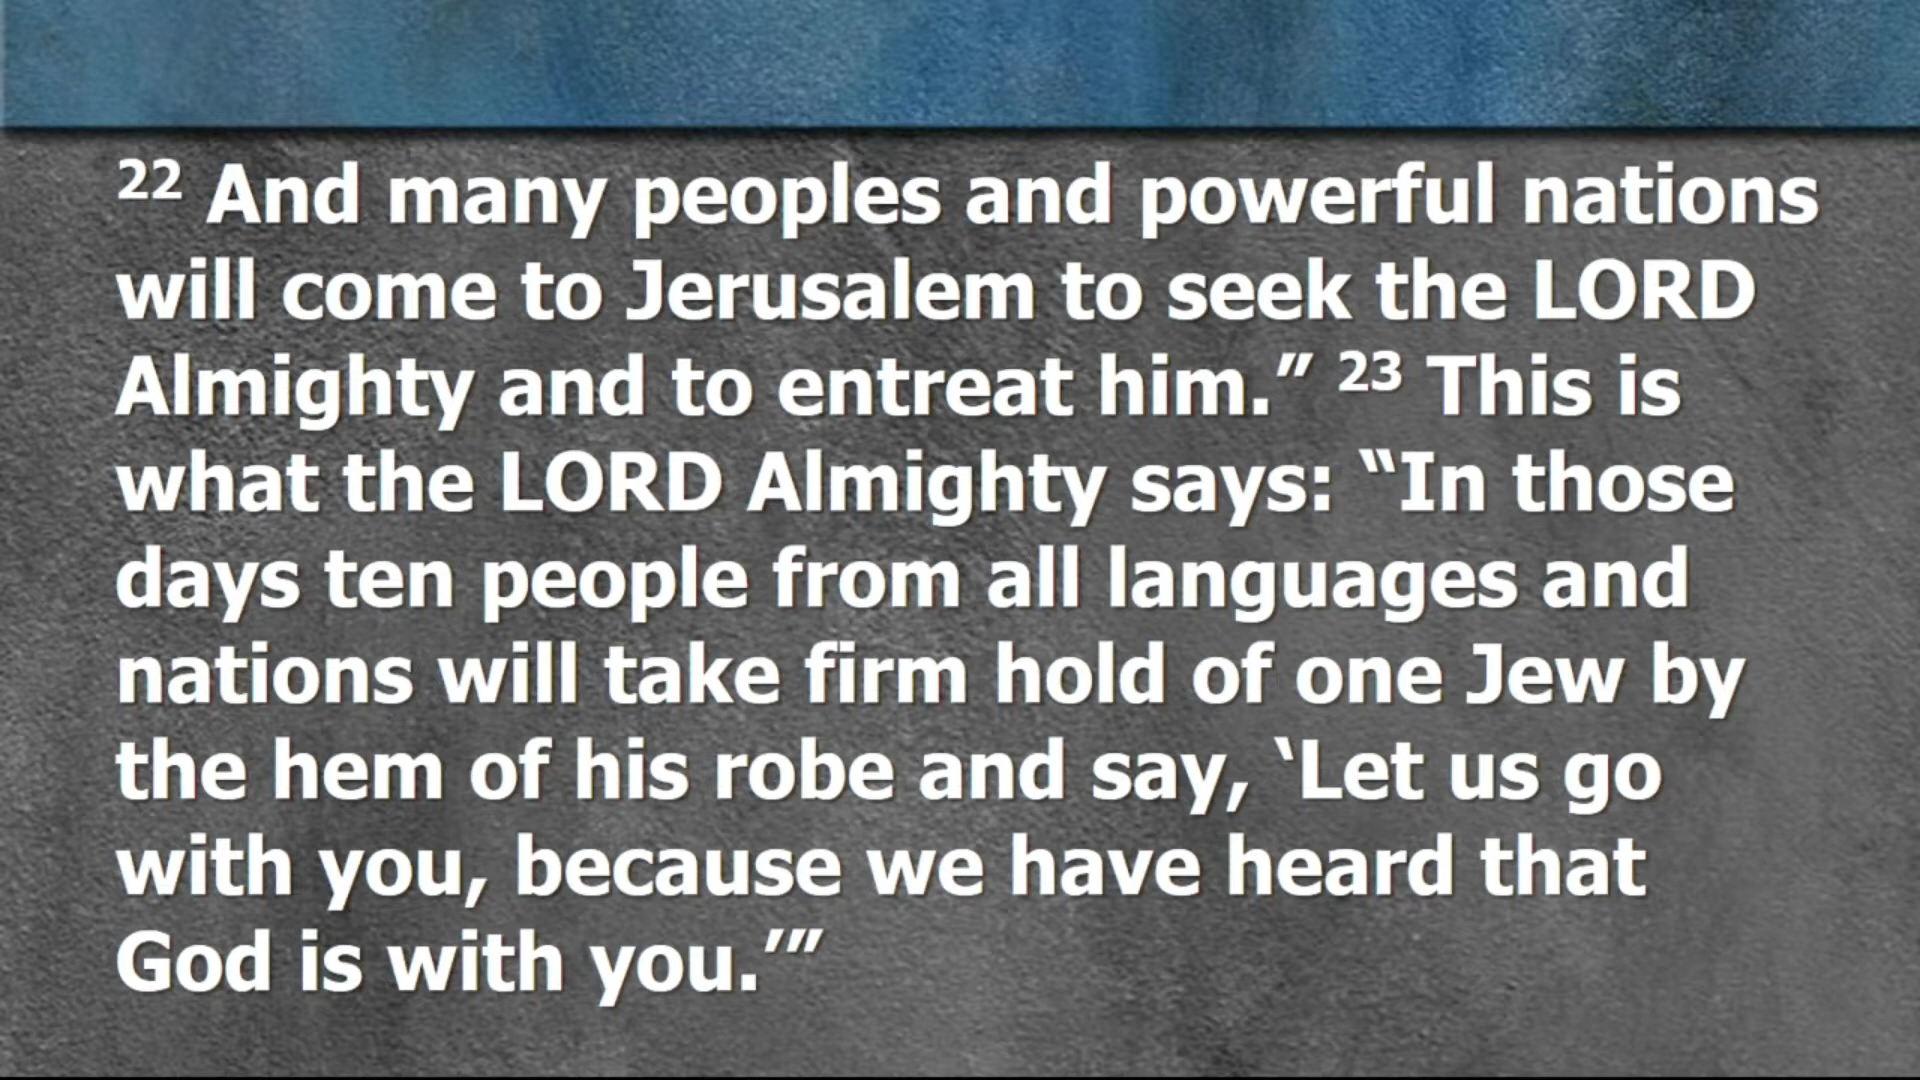 22 And many peoples and powerful nations
will come to Jerusalem to seek the LORD
Almighty and to entreat him.” 23 This is
what the LORD Almighty says: “In those
days ten people from all languages and
nations will take firm hold of one Jew by
the hem of his robe and say, ‘Let us go
with you, because we have heard that
God is with you.’”